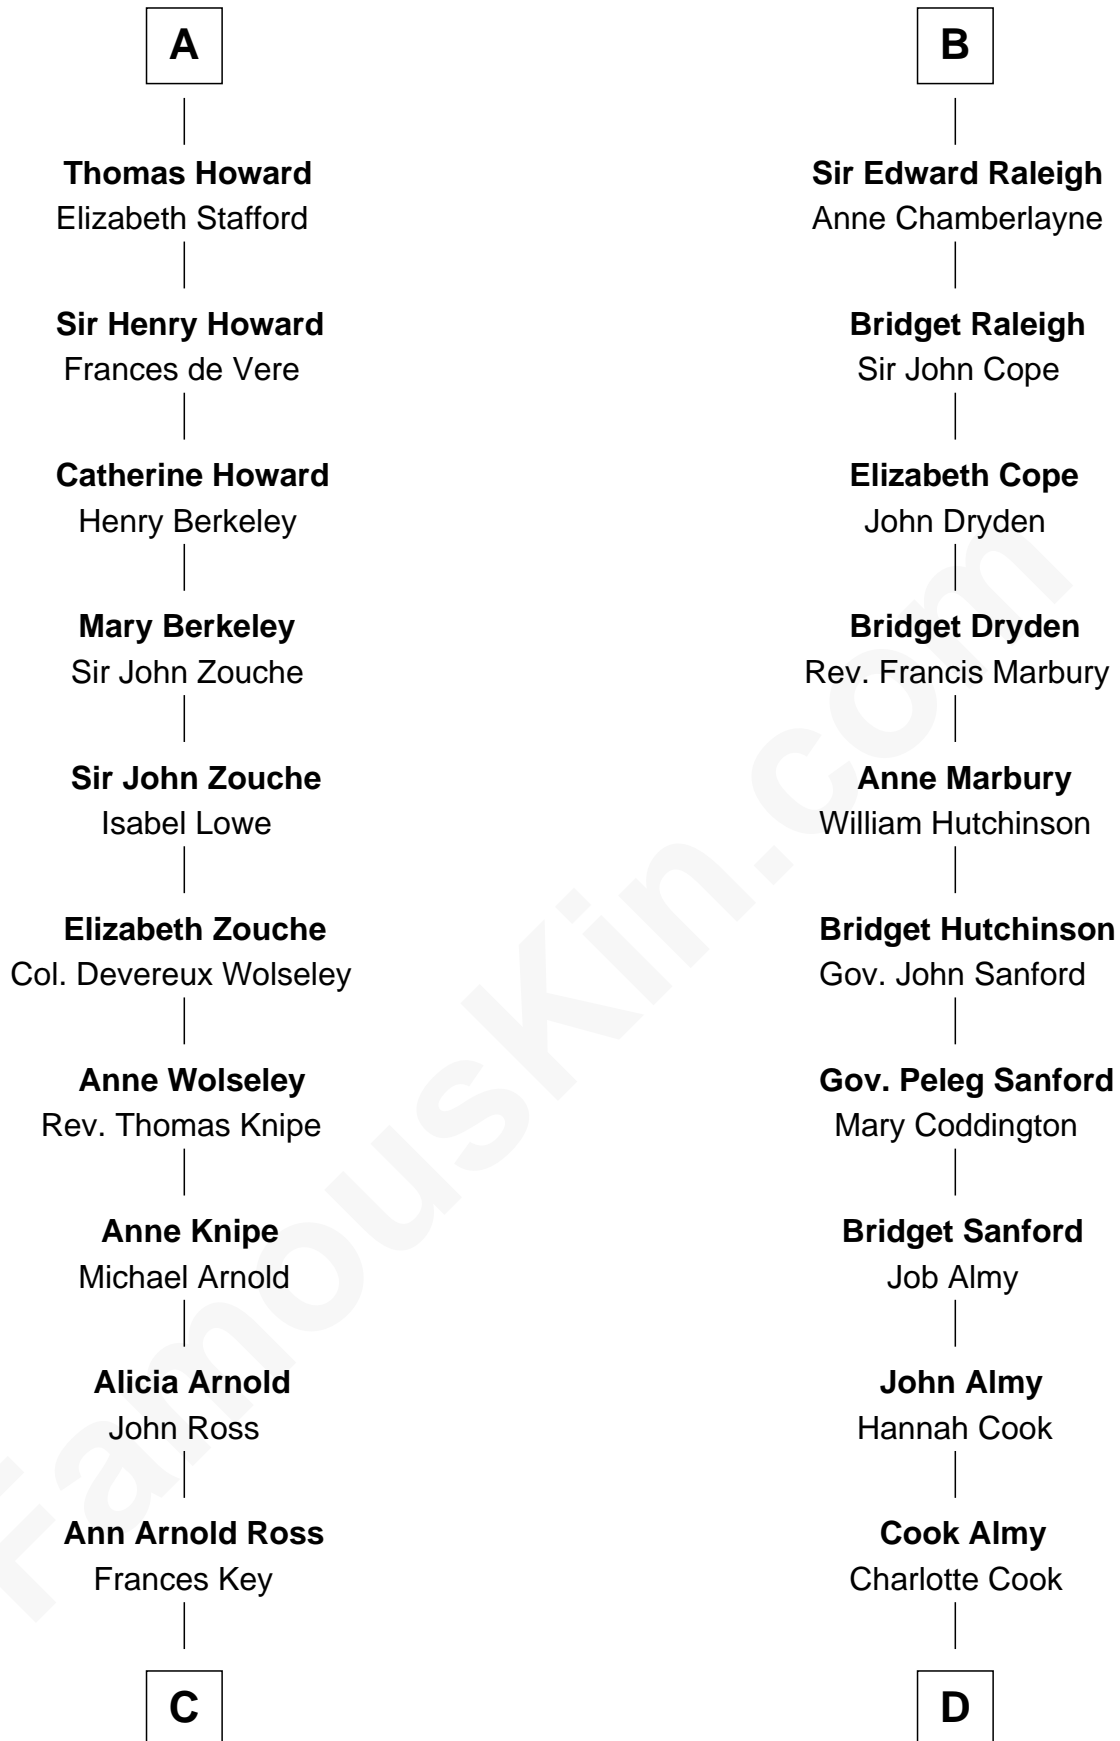 A
Thomas Howard
Elizabeth Stafford
Sir Henry Howard
Frances de Vere
Catherine Howard
Henry Berkeley
Mary Berkeley
Sir John Zouche
Sir John Zouche
Isabel Lowe
Elizabeth Zouche
Col. Devereux Wolseley
Anne Wolseley
Rev. Thomas Knipe
Anne Knipe
Michael Arnold
Alicia Arnold
John Ross
Ann Arnold Ross
Frances Key
C
B
Sir Edward Raleigh
Anne Chamberlayne
Bridget Raleigh
Sir John Cope
Elizabeth Cope
John Dryden
Bridget Dryden
Rev. Francis Marbury
Anne Marbury
William Hutchinson
Bridget Hutchinson
Gov. John Sanford
Gov. Peleg Sanford
Mary Coddington
Bridget Sanford
Job Almy
John Almy
Hannah Cook
Cook Almy
Charlotte Cook
D
FamousKin.com